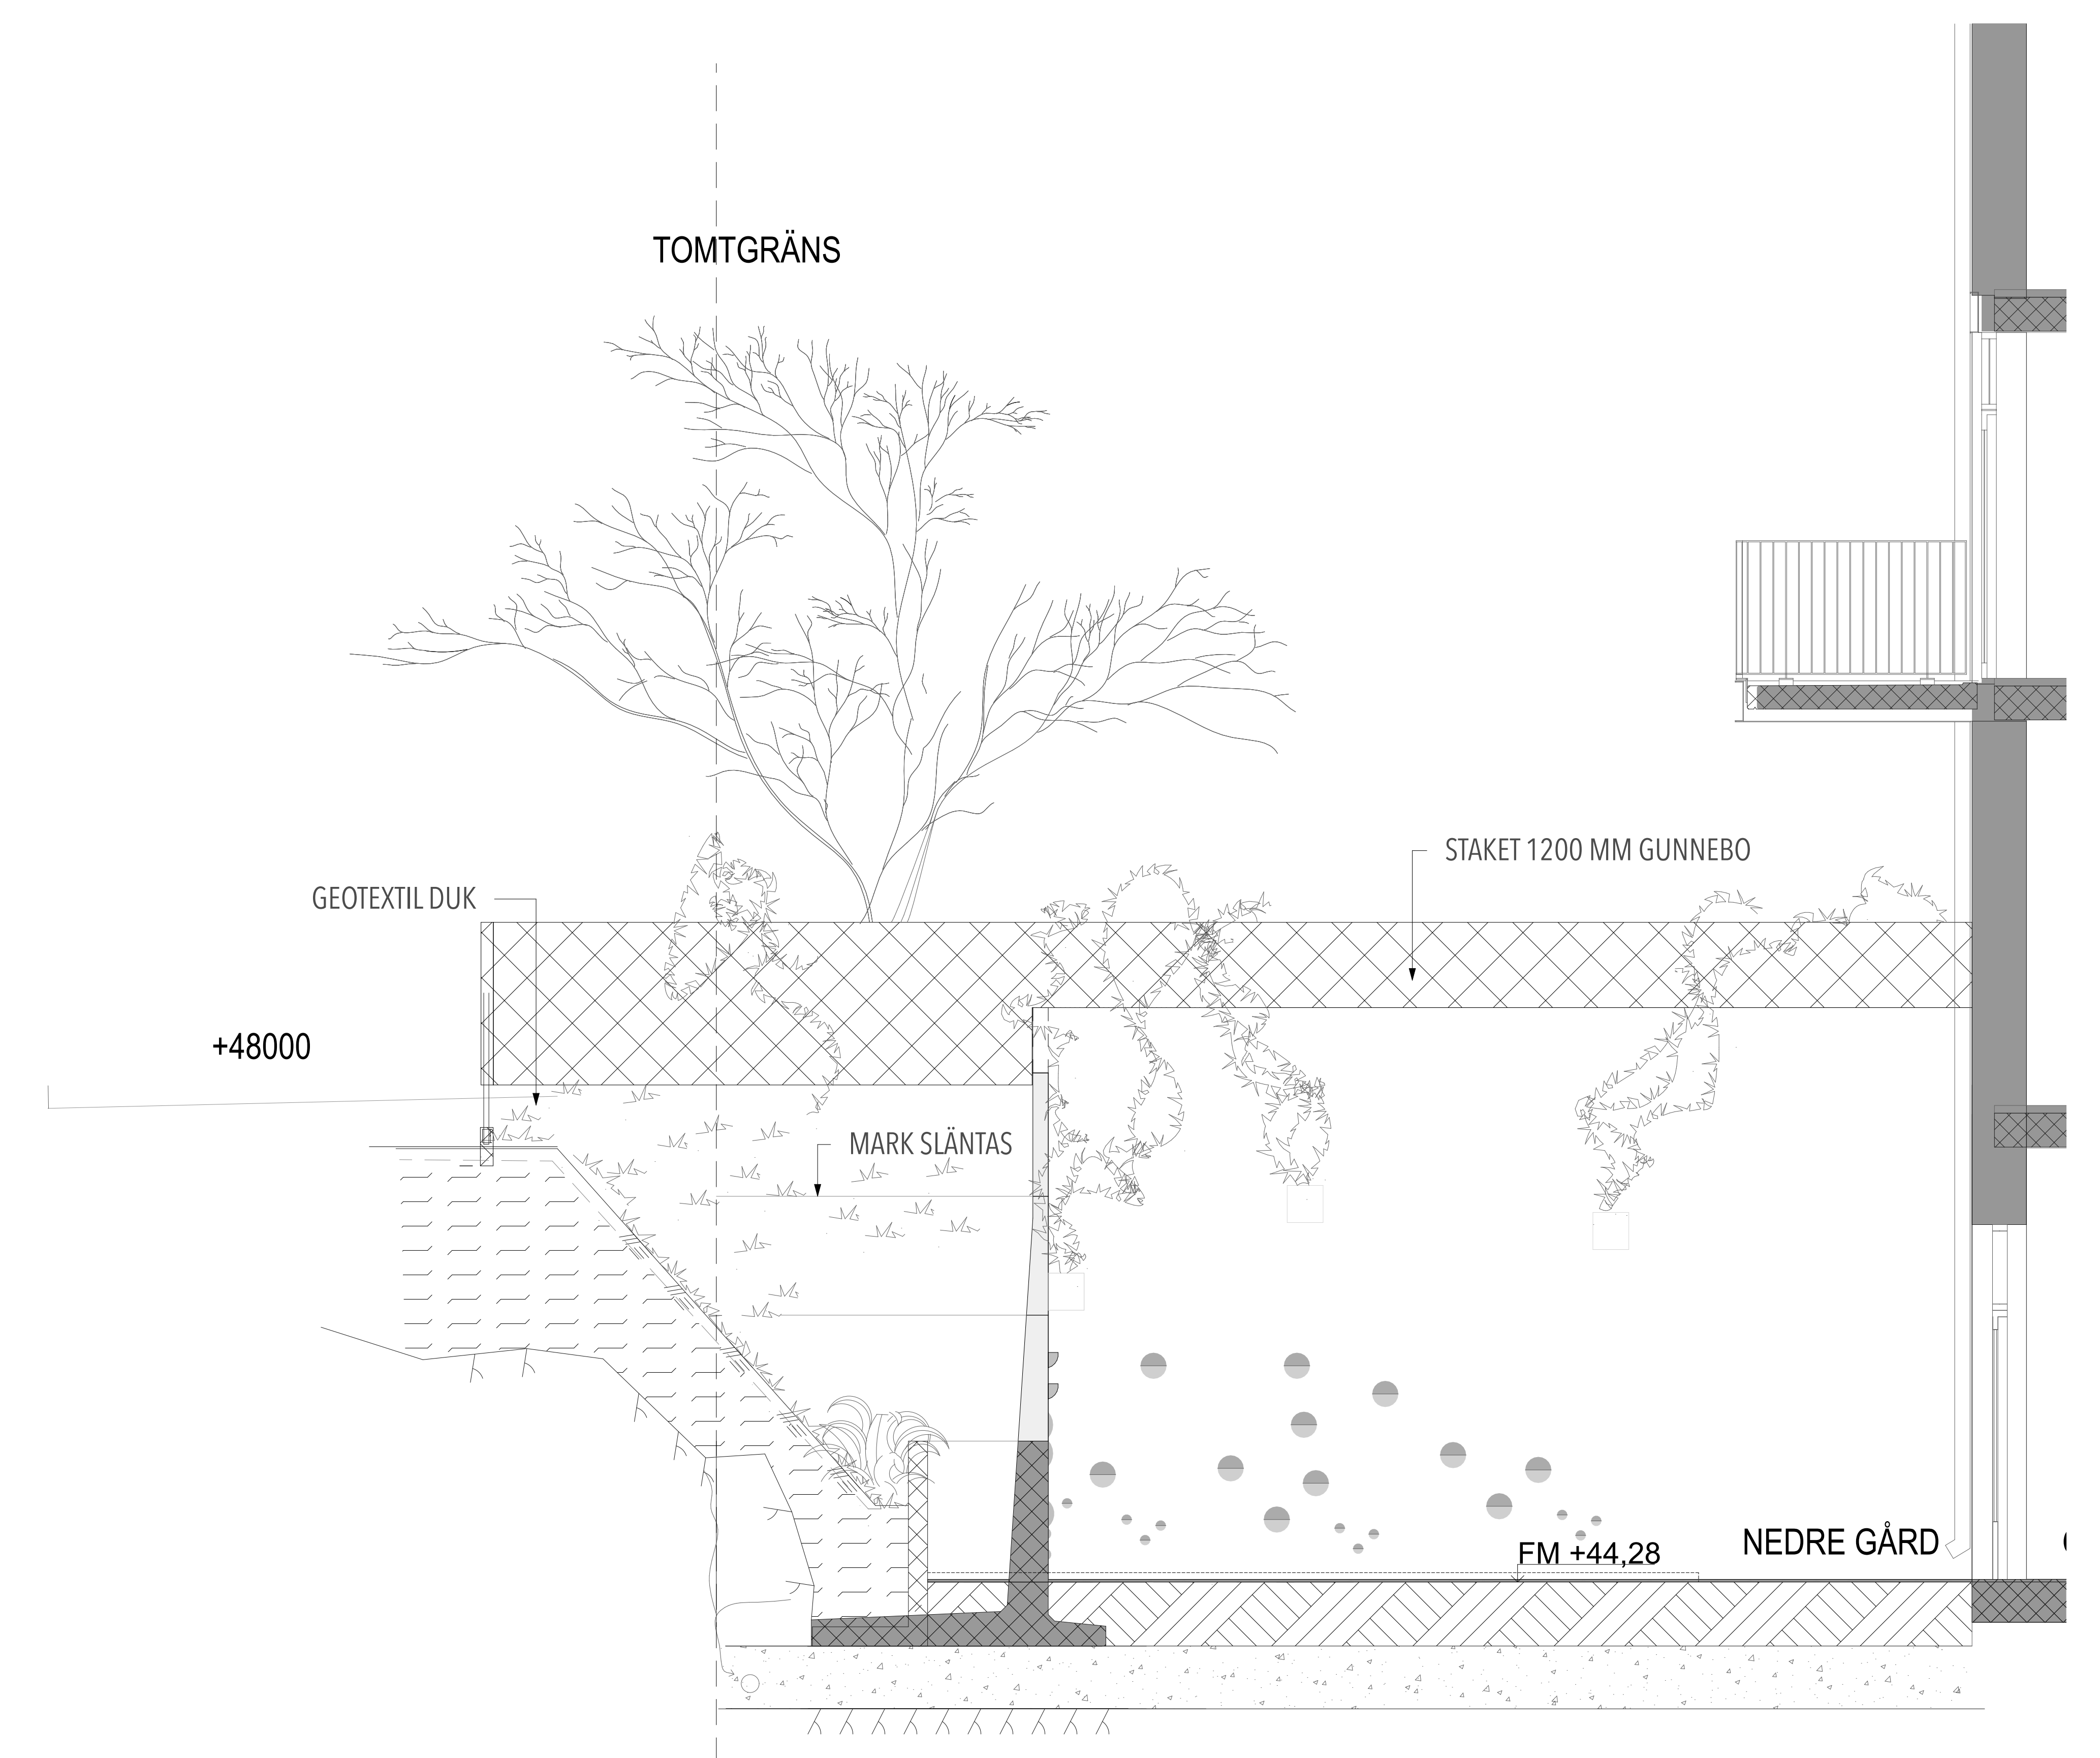 TOMTGRÄNS
STAKET 1200 MM GUNNEBO
GEOTEXTIL DUK
+48000
MARK SLÄNTAS
FM +44,28
NEDRE GÅRD